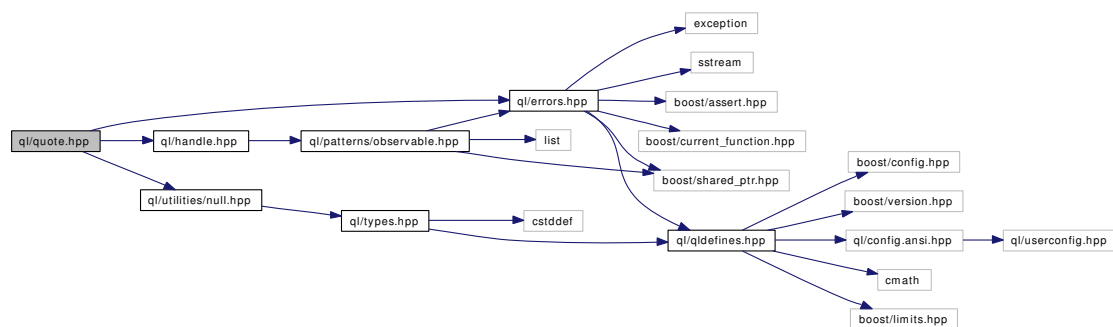 exception
sstream
ql/errors.hpp
boost/assert.hpp
ql/quote.hpp
ql/handle.hpp
ql/patterns/observable.hpp
list
boost/current_function.hpp
boost/config.hpp
boost/shared_ptr.hpp
ql/utilities/null.hpp
boost/version.hpp
ql/types.hpp
cstddef
ql/qldefines.hpp
ql/config.ansi.hpp
ql/userconfig.hpp
cmath
boost/limits.hpp